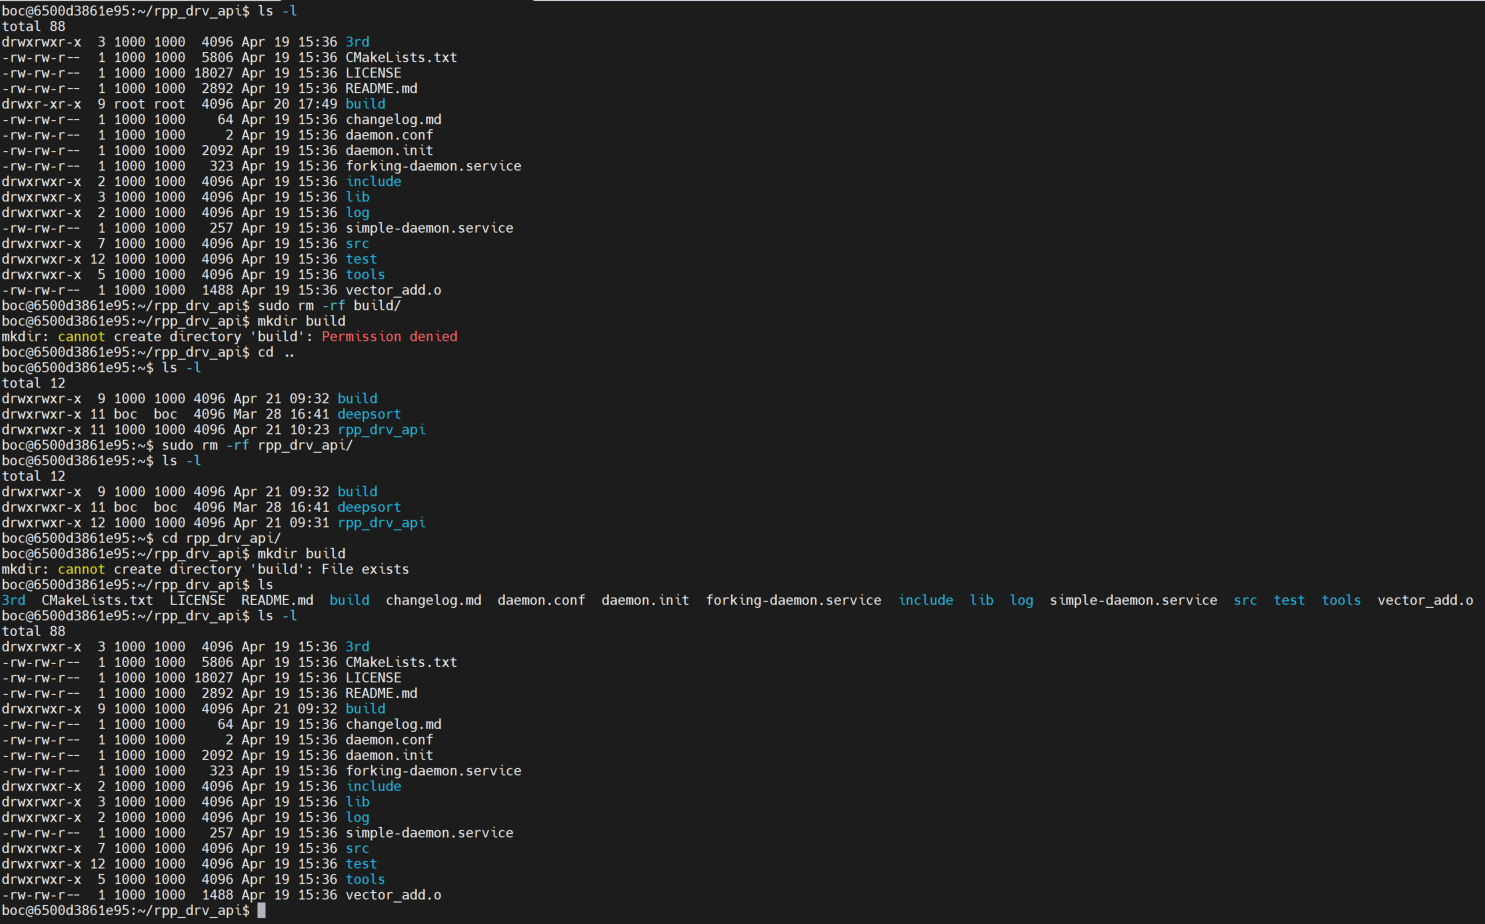 boc@6500d3861e95:~/rpp_drv_api$ ls -l
total 88
drwxrwxr-x  3 1000 1000  4096 Apr 19 15:36 3rd
-rw-rw-r--  1 1000 1000  5806 Apr 19 15:36 CMakeLists.txt
-rw-rw-r--  1 1000 1000 18027 Apr 19 15:36 LICENSE
-rw-rw-r--  1 1000 1000  2892 Apr 19 15:36 README.md
drwxr-xr-x  9 root root  4096 Apr 20 17:49 build
-rw-rw-r--  1 1000 1000    64 Apr 19 15:36 changelog.md
-rw-rw-r--  1 1000 1000     2 Apr 19 15:36 daemon.conf
-rw-rw-r--  1 1000 1000  2092 Apr 19 15:36 daemon.init
-rw-rw-r--  1 1000 1000   323 Apr 19 15:36 forking-daemon.service
drwxrwxr-x  2 1000 1000  4096 Apr 19 15:36 include
drwxrwxr-x  3 1000 1000  4096 Apr 19 15:36 lib
drwxrwxr-x  2 1000 1000  4096 Apr 19 15:36 log
-rw-rw-r--  1 1000 1000   257 Apr 19 15:36 simple-daemon.service
drwxrwxr-x  7 1000 1000  4096 Apr 19 15:36 src
drwxrwxr-x 12 1000 1000  4096 Apr 19 15:36 test
drwxrwxr-x  5 1000 1000  4096 Apr 19 15:36 tools
-rw-rw-r--  1 1000 1000  1488 Apr 19 15:36 vector_add.o
boc@6500d3861e95:~/rpp_drv_api$ sudo rm -rf build/
boc@6500d3861e95:~/rpp_drv_api$ mkdir build
mkdir: cannot create directory 'build': Permission denied
boc@6500d3861e95:~/rpp_drv_api$ cd ..
boc@6500d3861e95:~$ ls -l
total 12
drwxrwxr-x  9 1000 1000 4096 Apr 21 09:32 build
drwxrwxr-x 11 boc  boc  4096 Mar 28 16:41 deepsort
drwxrwxr-x 11 1000 1000 4096 Apr 21 10:23 rpp_drv_api
boc@6500d3861e95:~$ sudo rm -rf rpp_drv_api/
boc@6500d3861e95:~$ ls -l
total 12
drwxrwxr-x  9 1000 1000 4096 Apr 21 09:32 build
drwxrwxr-x 11 boc  boc  4096 Mar 28 16:41 deepsort
drwxrwxr-x 12 1000 1000 4096 Apr 21 09:31 rpp_drv_api
boc@6500d3861e95:~$ cd rpp_drv_api/
boc@6500d3861e95:~/rpp_drv_api$ mkdir build
mkdir: cannot create directory 'build': File exists
boc@6500d3861e95:~/rpp_drv_api$ ls
3rd  CMakeLists.txt  LICENSE  README.md  build  changelog.md  daemon.conf  daemon.init  forking-daemon.service  include  lib  log  simple-daemon.service  src  test  tools  vector_add.o
boc@6500d3861e95:~/rpp_drv_api$ ls -l
total 88
drwxrwxr-x  3 1000 1000  4096 Apr 19 15:36 3rd
-rw-rw-r--  1 1000 1000  5806 Apr 19 15:36 CMakeLists.txt
-rw-rw-r--  1 1000 1000 18027 Apr 19 15:36 LICENSE
-rw-rw-r--  1 1000 1000  2892 Apr 19 15:36 README.md
drwxrwxr-x  9 1000 1000  4096 Apr 21 09:32 build
-rw-rw-r--  1 1000 1000    64 Apr 19 15:36 changelog.md
-rw-rw-r--  1 1000 1000     2 Apr 19 15:36 daemon.conf
-rw-rw-r--  1 1000 1000  2092 Apr 19 15:36 daemon.init
-rw-rw-r--  1 1000 1000   323 Apr 19 15:36 forking-daemon.service
drwxrwxr-x  2 1000 1000  4096 Apr 19 15:36 include
drwxrwxr-x  3 1000 1000  4096 Apr 19 15:36 lib
drwxrwxr-x  2 1000 1000  4096 Apr 19 15:36 log
-rw-rw-r--  1 1000 1000   257 Apr 19 15:36 simple-daemon.service
drwxrwxr-x  7 1000 1000  4096 Apr 19 15:36 src
drwxrwxr-x 12 1000 1000  4096 Apr 19 15:36 test
drwxrwxr-x  5 1000 1000  4096 Apr 19 15:36 tools
-rw-rw-r--  1 1000 1000  1488 Apr 19 15:36 vector_add.o
boc@6500d3861e95:~/rpp_drv_api$